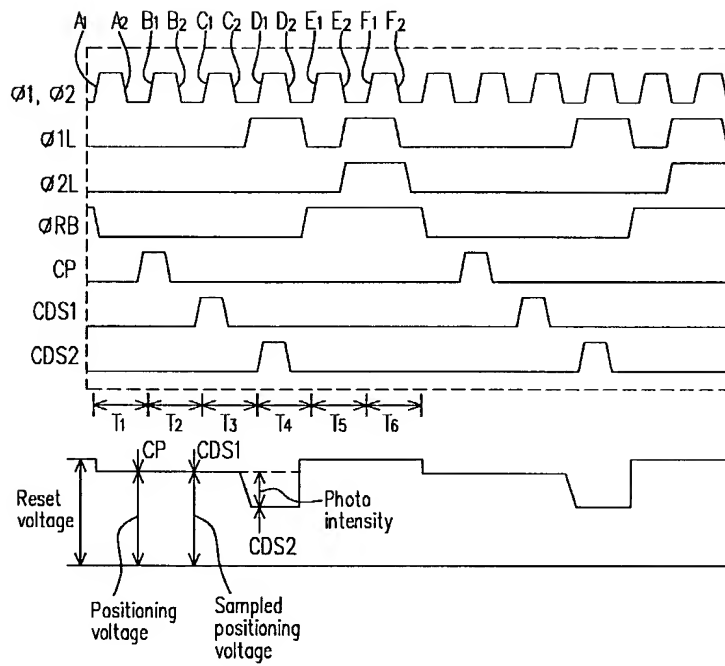 A1 A2 B1 B2 C1 C2 D1 D2 E1 E2 F1 F2
Ø1, Ø2
Ø1L
Ø2L
ØRB
CP
CDS1
CDS2
T1 T2 T3 T4 T5 T6
CP CDS1
Reset
voltage
Photo
intensity
CDS2
Positioning
voltage
Sampled
positioning
voltage